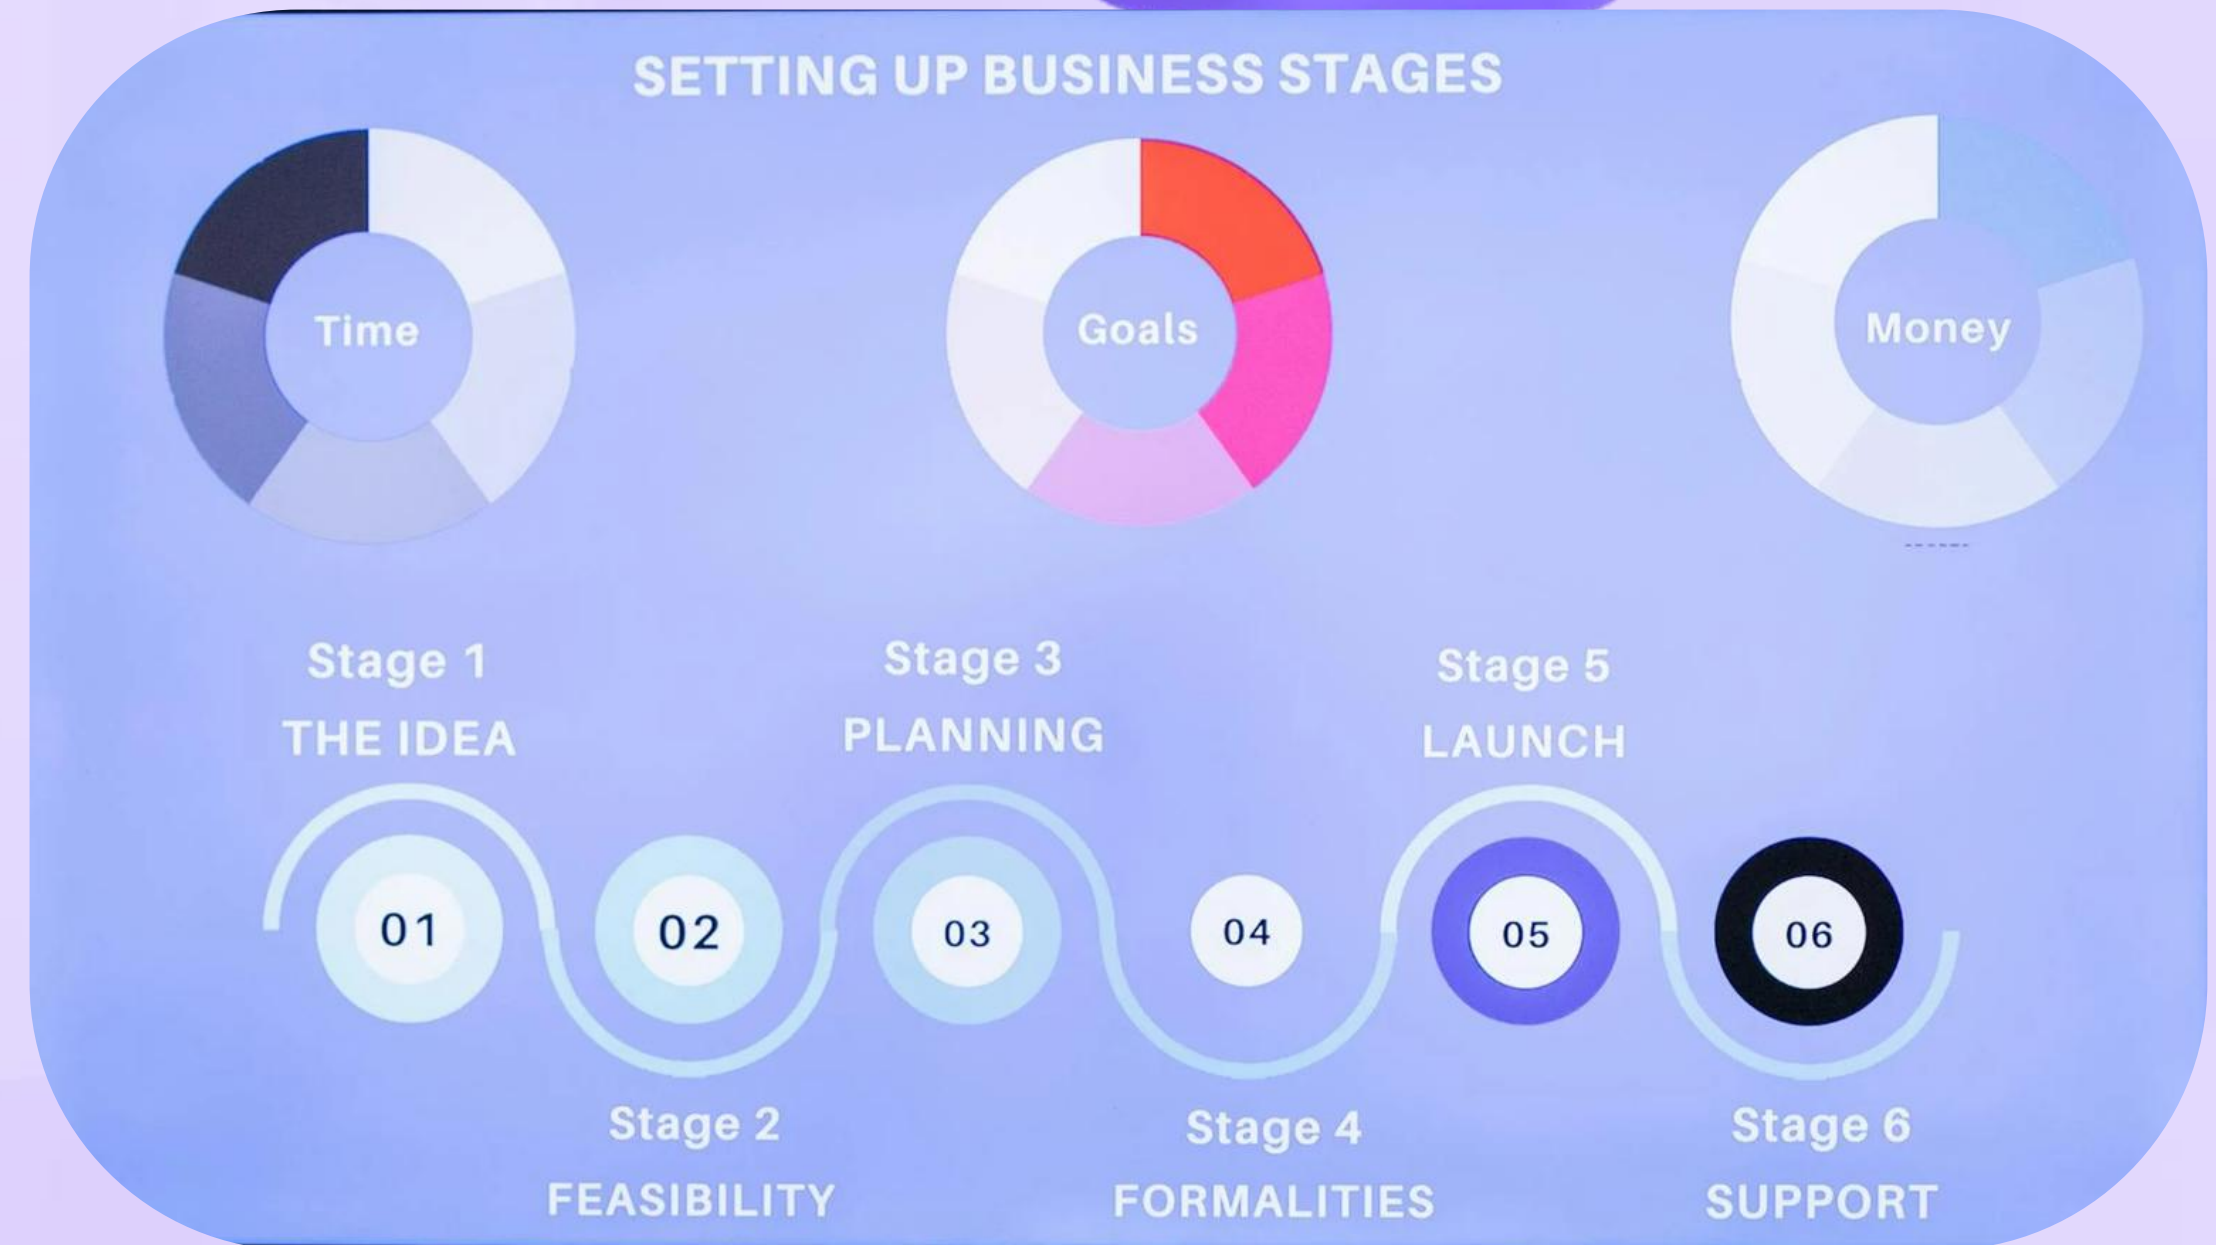 SETTING UP BUSINESS STAGES
Time
Goals
Money
Stage 1
THE IDEA
Stage 3
PLANNING
Stage 5
LAUNCH
01
02
03
04
05
06
Stage 2
FEASIBILITY
Stage 4
FORMALITIES
Stage 6
SUPPORT